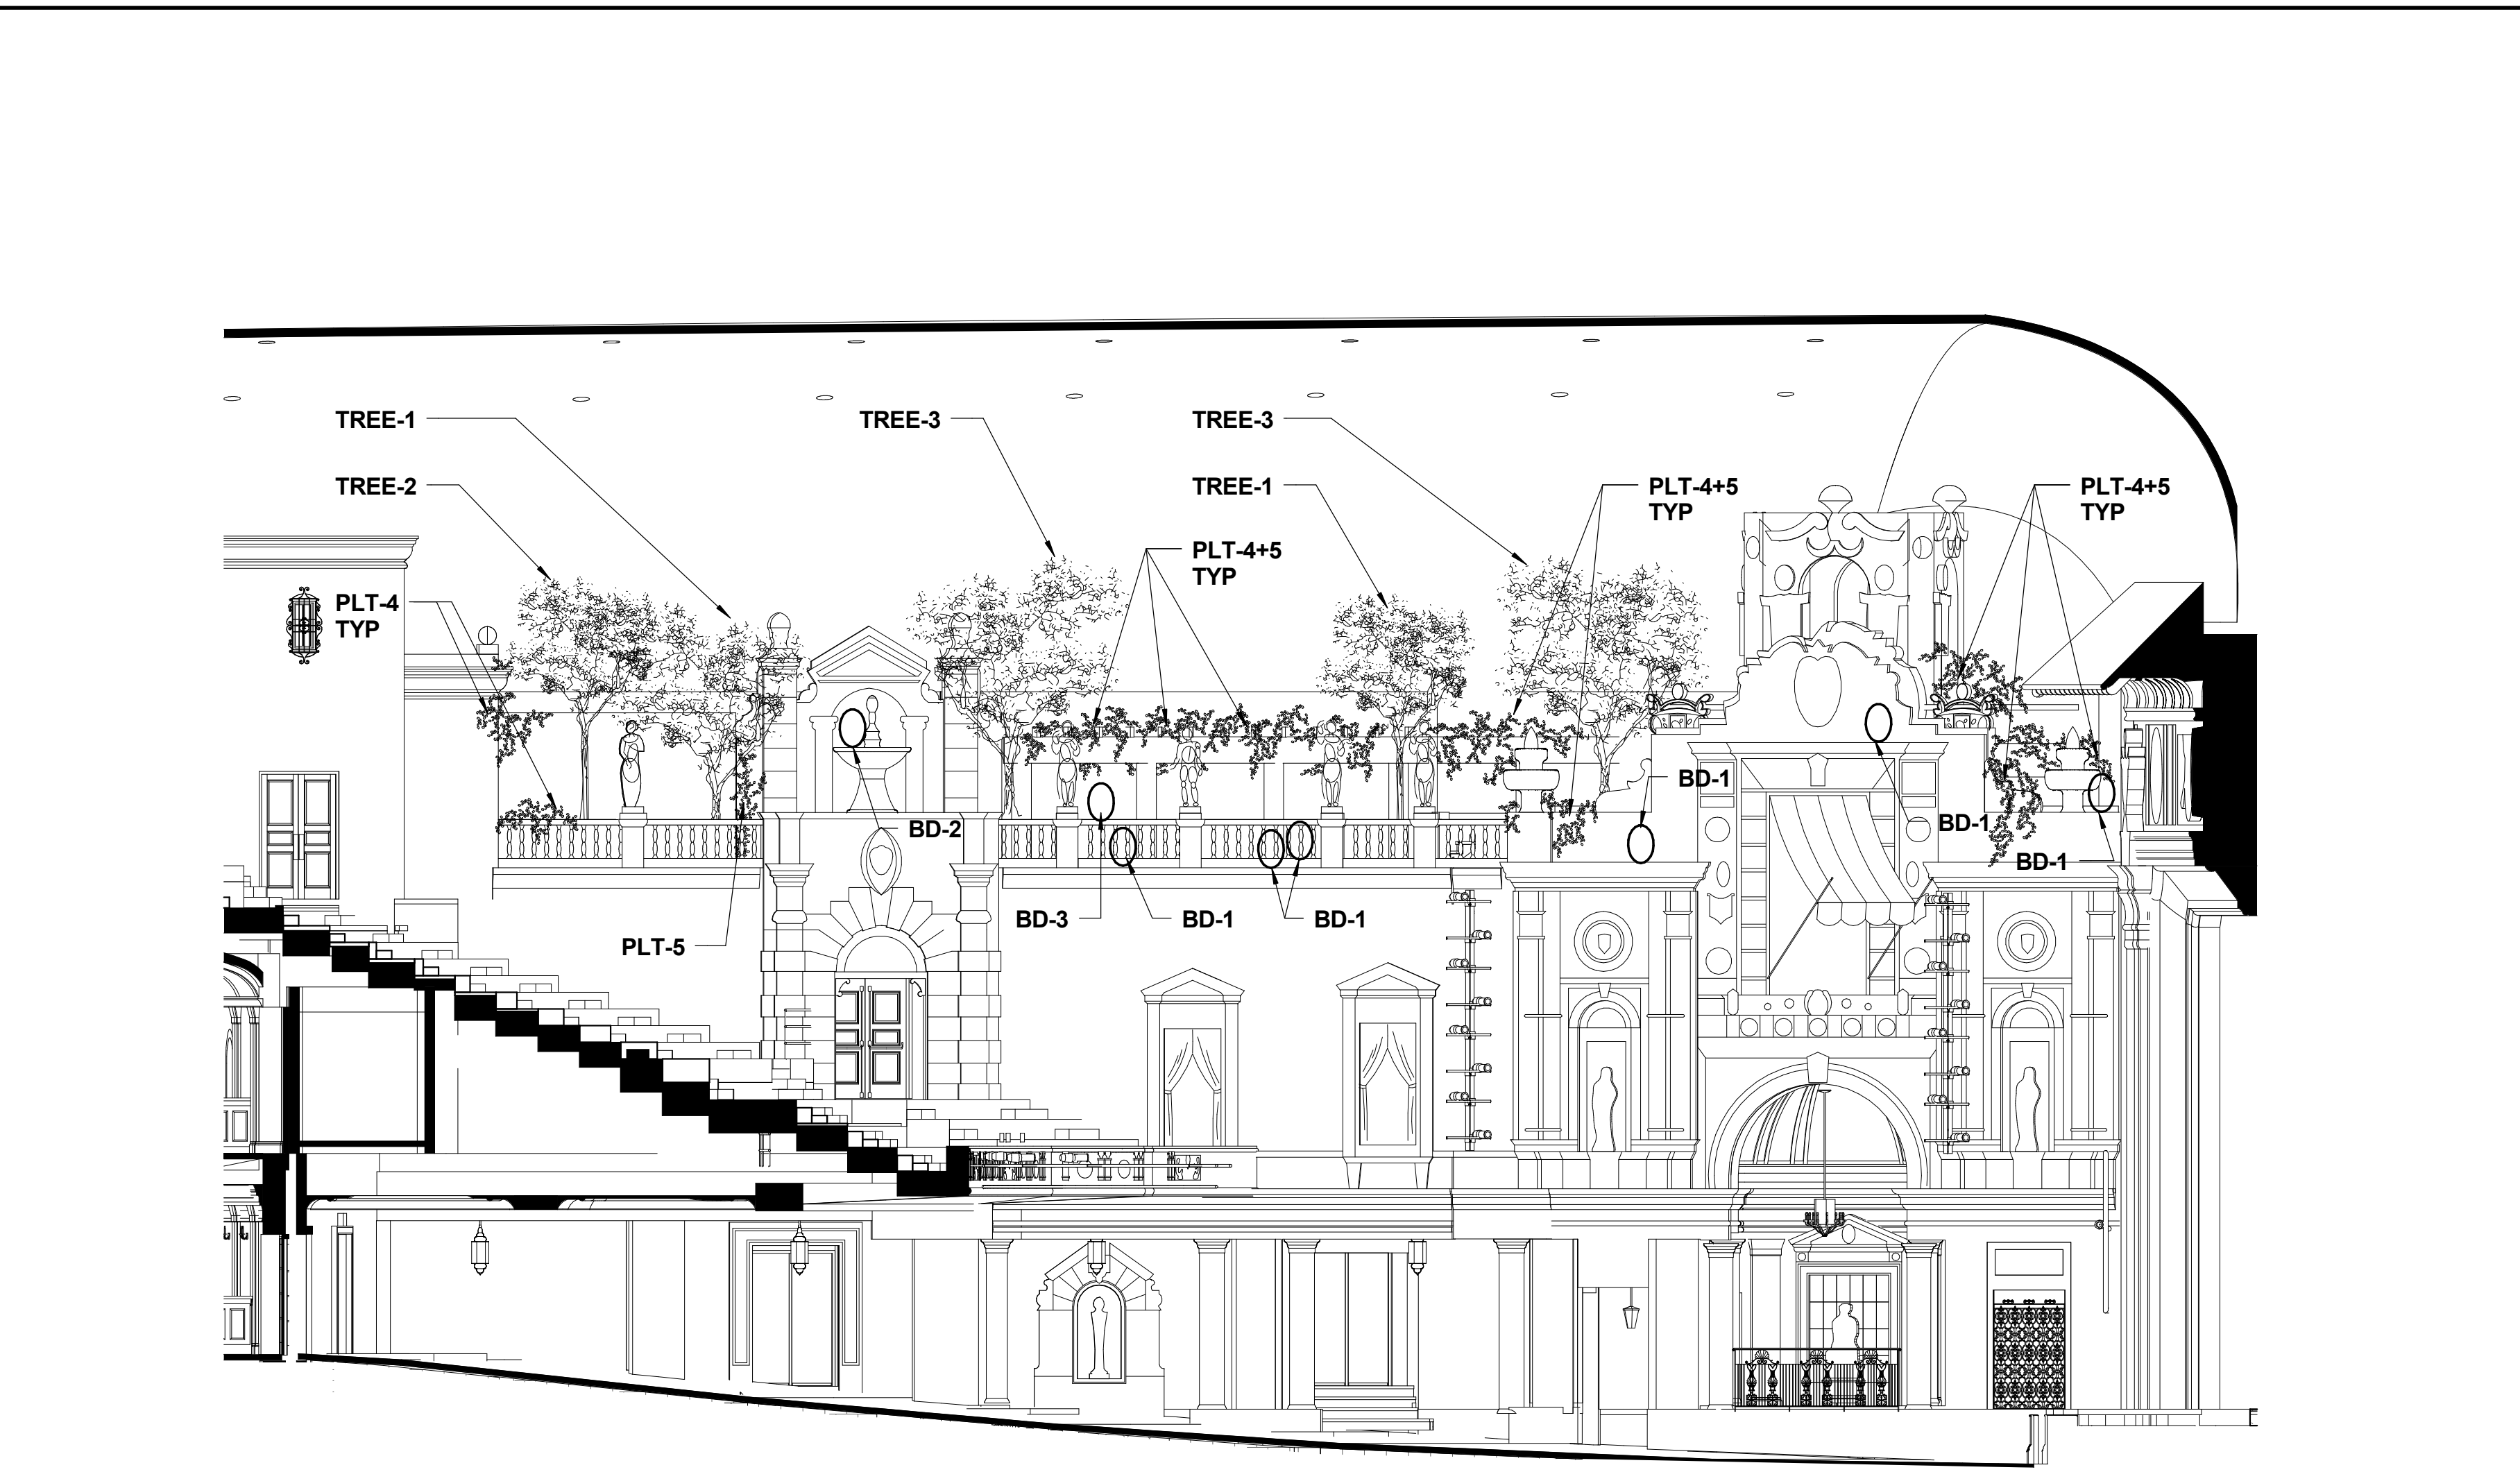 TREE-1
TREE-3
TREE-3
TREE-2
TREE-1
PLT-4+5
TYP
PLT-4+5
TYP
PLT-4+5
TYP
PLT-4
TYP
BD-1
BD-2
BD-1
BD-1
BD-3
BD-1
BD-1
PLT-5